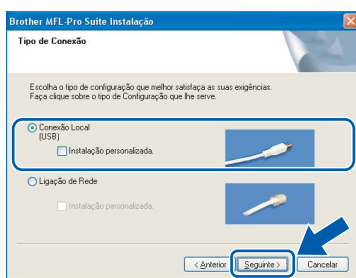 Brother MFL-Pro Suite Instalação
Tipo de Conexão
Escolha o tipo de configuração que melhor satisfaça as suas exigências.
Faça clique sobre o tipo de Configuração que lhe serve.
Conexão Local
(USB)
Instalação personalizada.
Ligação de Rede
Instalação personalizada.
< Anterior
Seguinte >
Cancelar